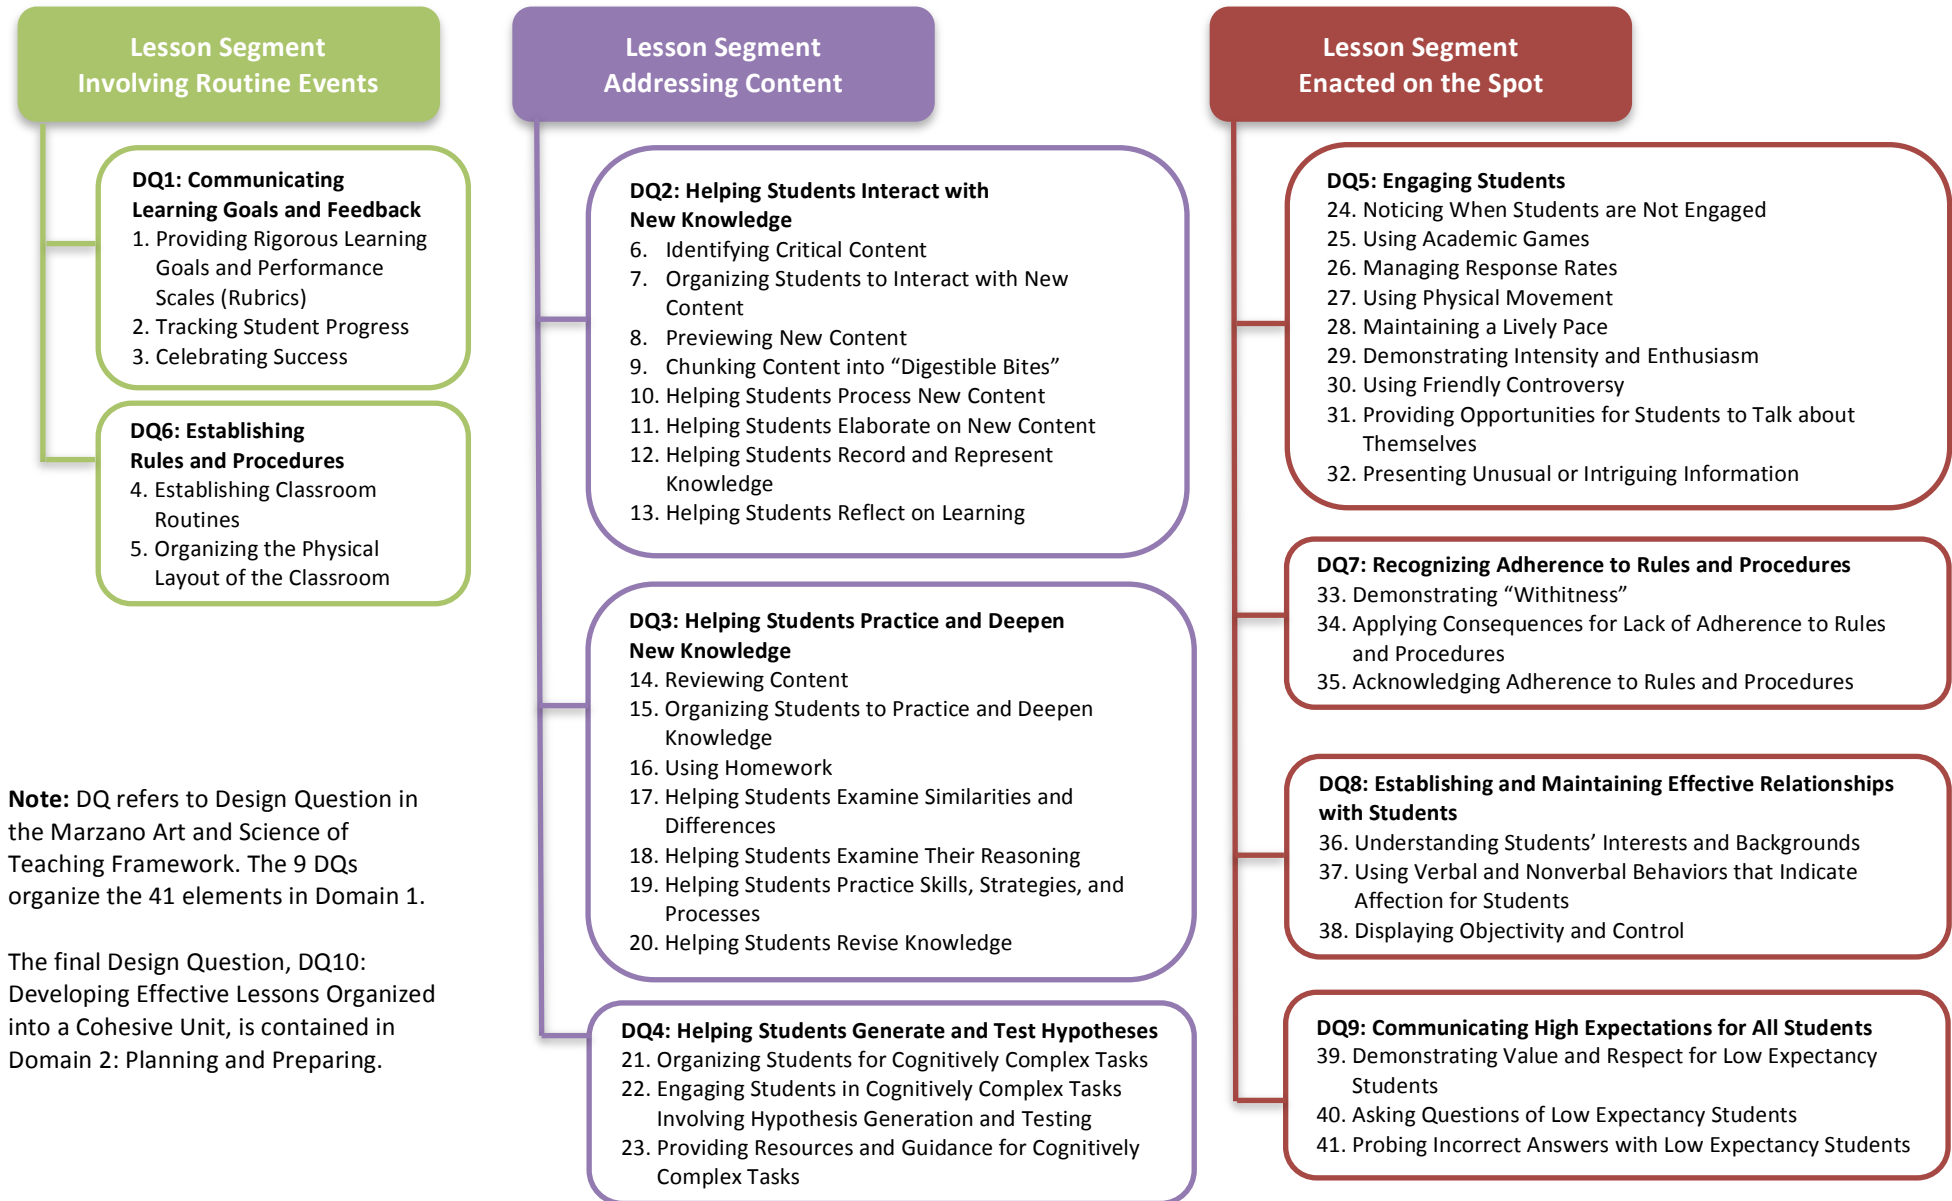 Lesson Segment
Involving Routine Events
DQ1: Communicating
Learning Goals and Feedback
1. Providing Rigorous Learning
Goals and Performance
Scales (Rubrics)
2. Tracking Student Progress
3. Celebrating Success
DQ6: Establishing
Rules and Procedures
4. Establishing Classroom
Routines
5. Organizing the Physical
Layout of the Classroom
Note: DQ refers to Design Question in
the Marzano Art and Science of
Teaching Framework. The 9 DQs
organize the 41 elements in Domain 1.
The final Design Question, DQ10:
Developing Effective Lessons Organized
into a Cohesive Unit, is contained in
Domain 2: Planning and Preparing.
Lesson Segment
Addressing Content
DQ2: Helping Students Interact with
New Knowledge
6. Identifying Critical Content
7. Organizing Students to Interact with New
Content
8. Previewing New Content
9. Chunking Content into “Digestible Bites”
10. Helping Students Process New Content
11. Helping Students Elaborate on New Content
12. Helping Students Record and Represent
Knowledge
13. Helping Students Reflect on Learning
DQ3: Helping Students Practice and Deepen
New Knowledge
14. Reviewing Content
15. Organizing Students to Practice and Deepen
Knowledge
16. Using Homework
17. Helping Students Examine Similarities and
Differences
18. Helping Students Examine Their Reasoning
19. Helping Students Practice Skills, Strategies, and
Processes
20. Helping Students Revise Knowledge
DQ4: Helping Students Generate and Test Hypotheses
21. Organizing Students for Cognitively Complex Tasks
22. Engaging Students in Cognitively Complex Tasks
Involving Hypothesis Generation and Testing
23. Providing Resources and Guidance for Cognitively
Complex Tasks
Lesson Segment
Enacted on the Spot
DQ5: Engaging Students
24. Noticing When Students are Not Engaged
25. Using Academic Games
26. Managing Response Rates
27. Using Physical Movement
28. Maintaining a Lively Pace
29. Demonstrating Intensity and Enthusiasm
30. Using Friendly Controversy
31. Providing Opportunities for Students to Talk about
Themselves
32. Presenting Unusual or Intriguing Information
DQ7: Recognizing Adherence to Rules and Procedures
33. Demonstrating “Withitness”
34. Applying Consequences for Lack of Adherence to Rules
and Procedures
35. Acknowledging Adherence to Rules and Procedures
DQ8: Establishing and Maintaining Effective Relationships
with Students
36. Understanding Students’ Interests and Backgrounds
37. Using Verbal and Nonverbal Behaviors that Indicate
Affection for Students
38. Displaying Objectivity and Control
DQ9: Communicating High Expectations for All Students
39. Demonstrating Value and Respect for Low Expectancy
Students
40. Asking Questions of Low Expectancy Students
41. Probing Incorrect Answers with Low Expectancy Students